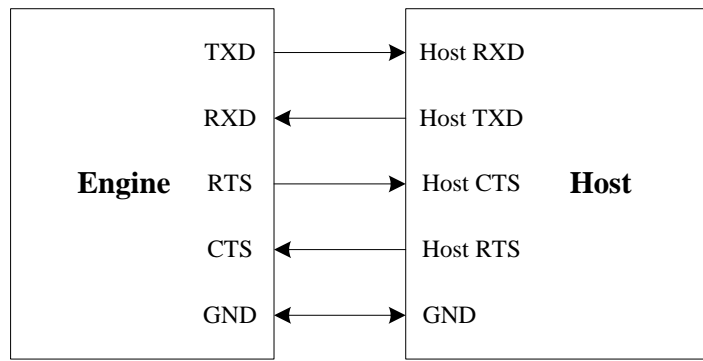 TXD Host RXD
RXD Host TXD
Engine RTS Host CTS Host
CTS Host RTS
GND GND